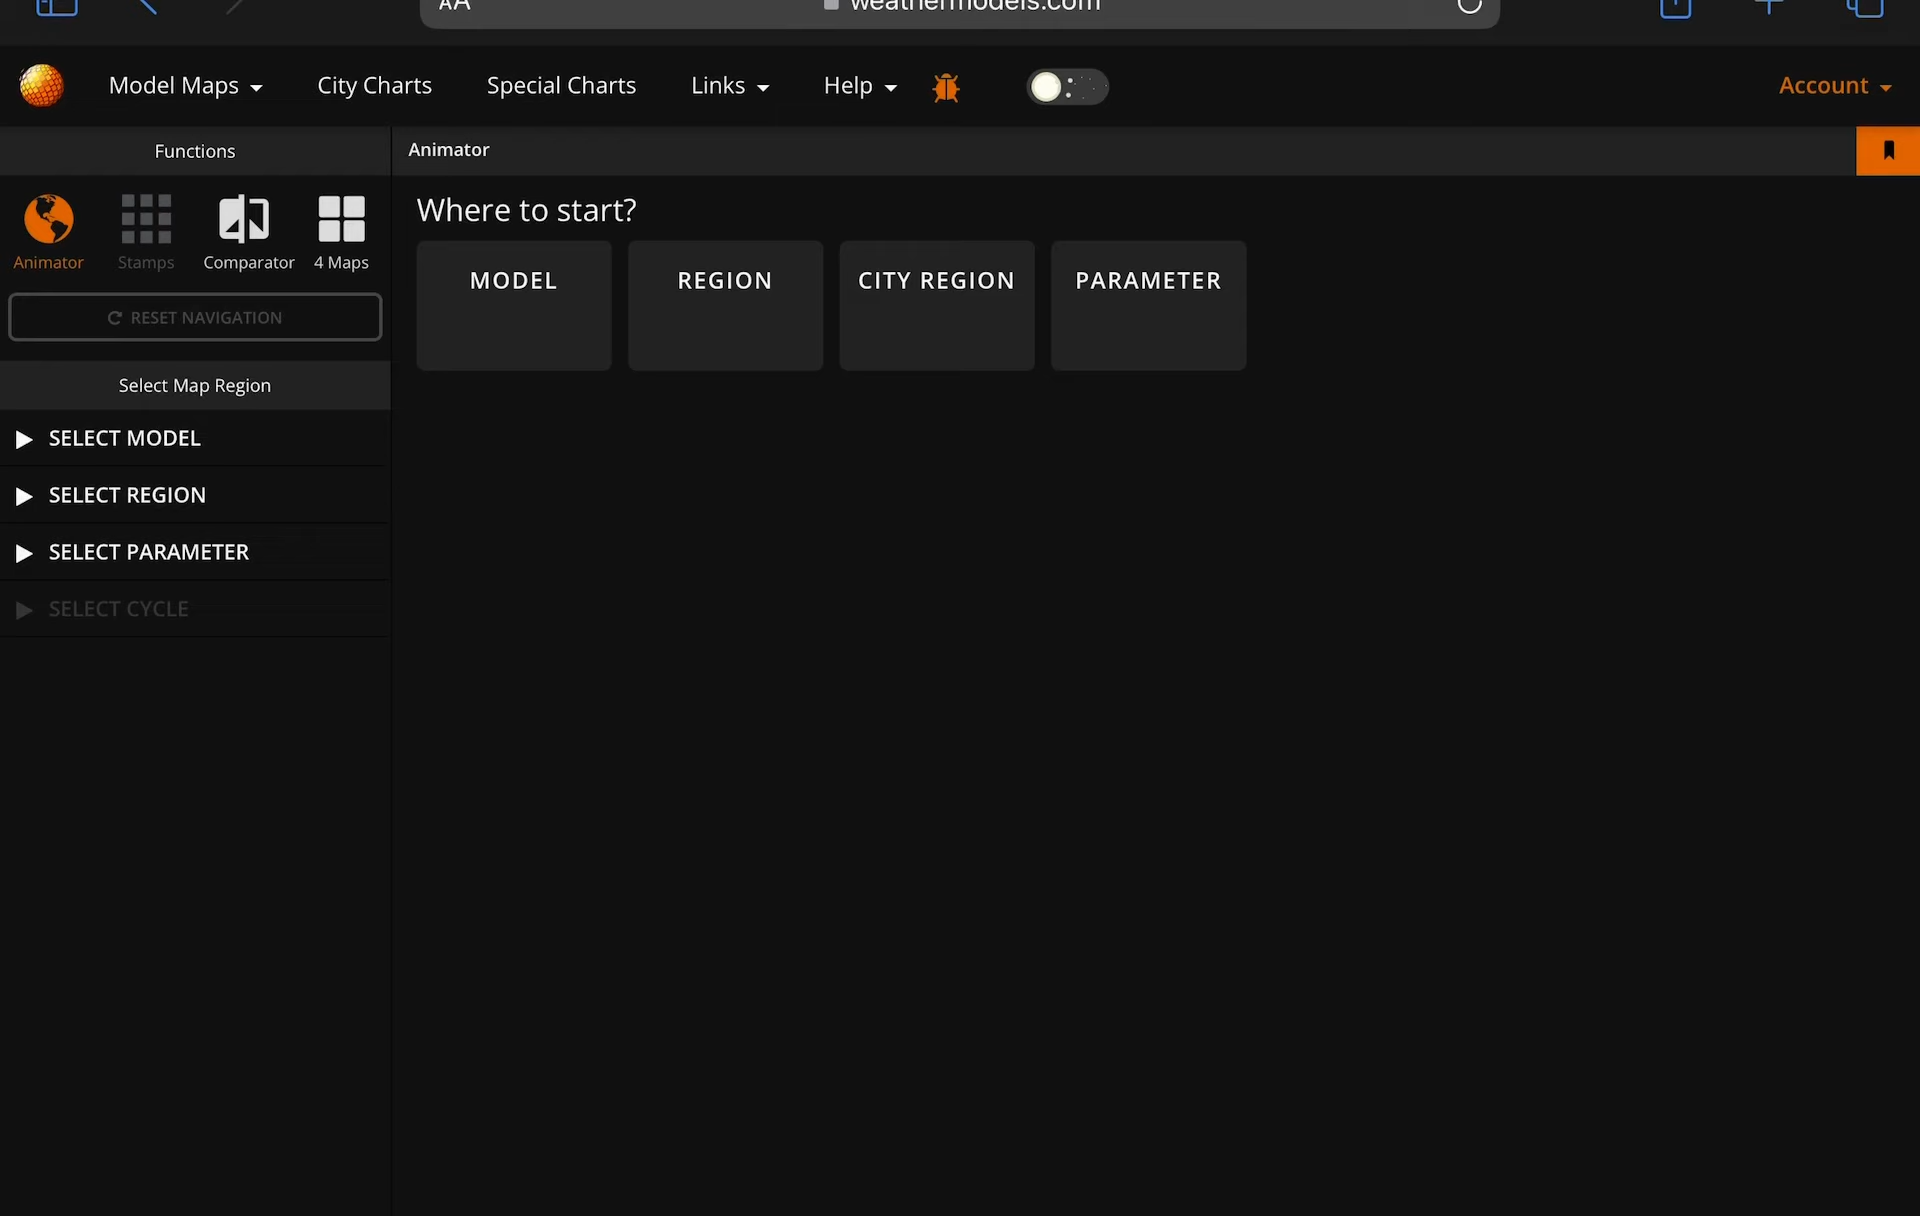 AA
weathermodels.com
Model Maps
City Charts
Special Charts
Links
Help
Account
Functions
Animator
Animator
Stamps
Comparator
4 Maps
RESET NAVIGATION
Select Map Region
SELECT MODEL
SELECT REGION
SELECT PARAMETER
SELECT CYCLE
Where to start?
MODEL
REGION
CITY REGION
PARAMETER